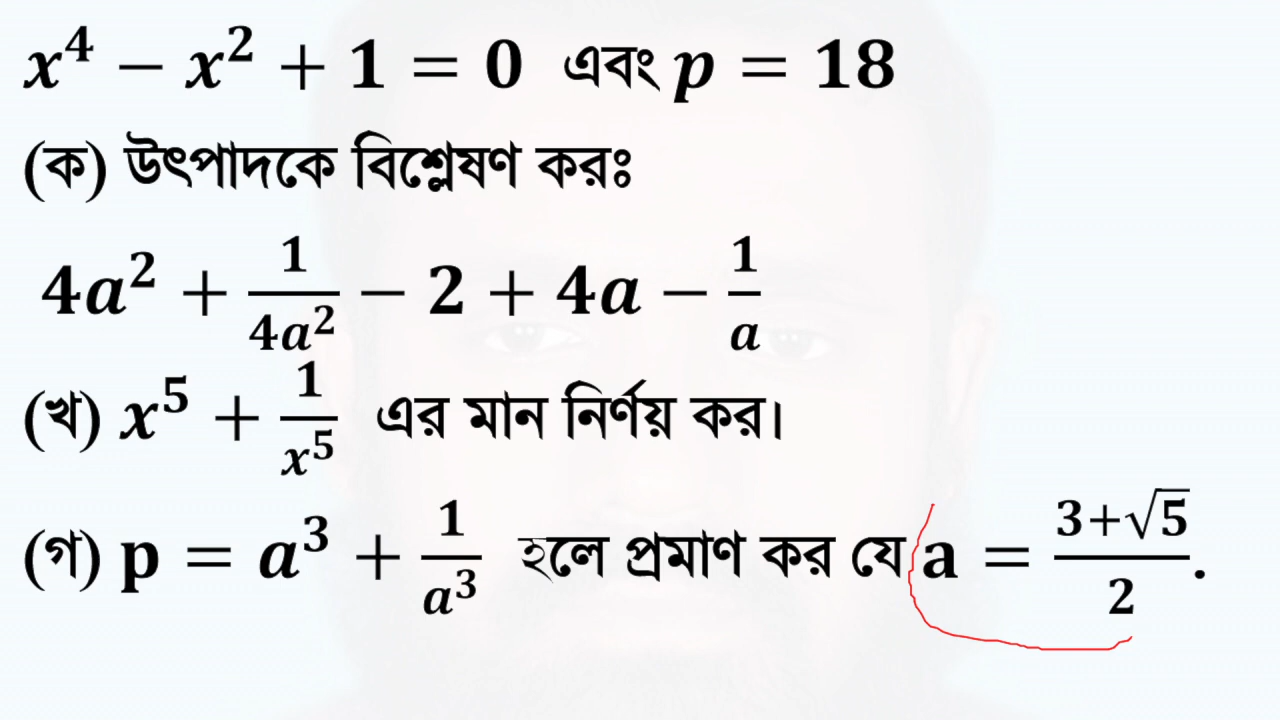 x⁴ − x² + 1 = 0 এবং p = 18
(ক) উৎপাদকে বিশ্লেষণ করঃ
4a² + 1/4a² − 2 + 4a − 1/a
(খ) x⁵ + 1/x⁵ এর মান নির্ণয় কর।
(গ) p = a³ + 1/a³ হলে প্রমাণ কর যে a = (3+√5)/2.